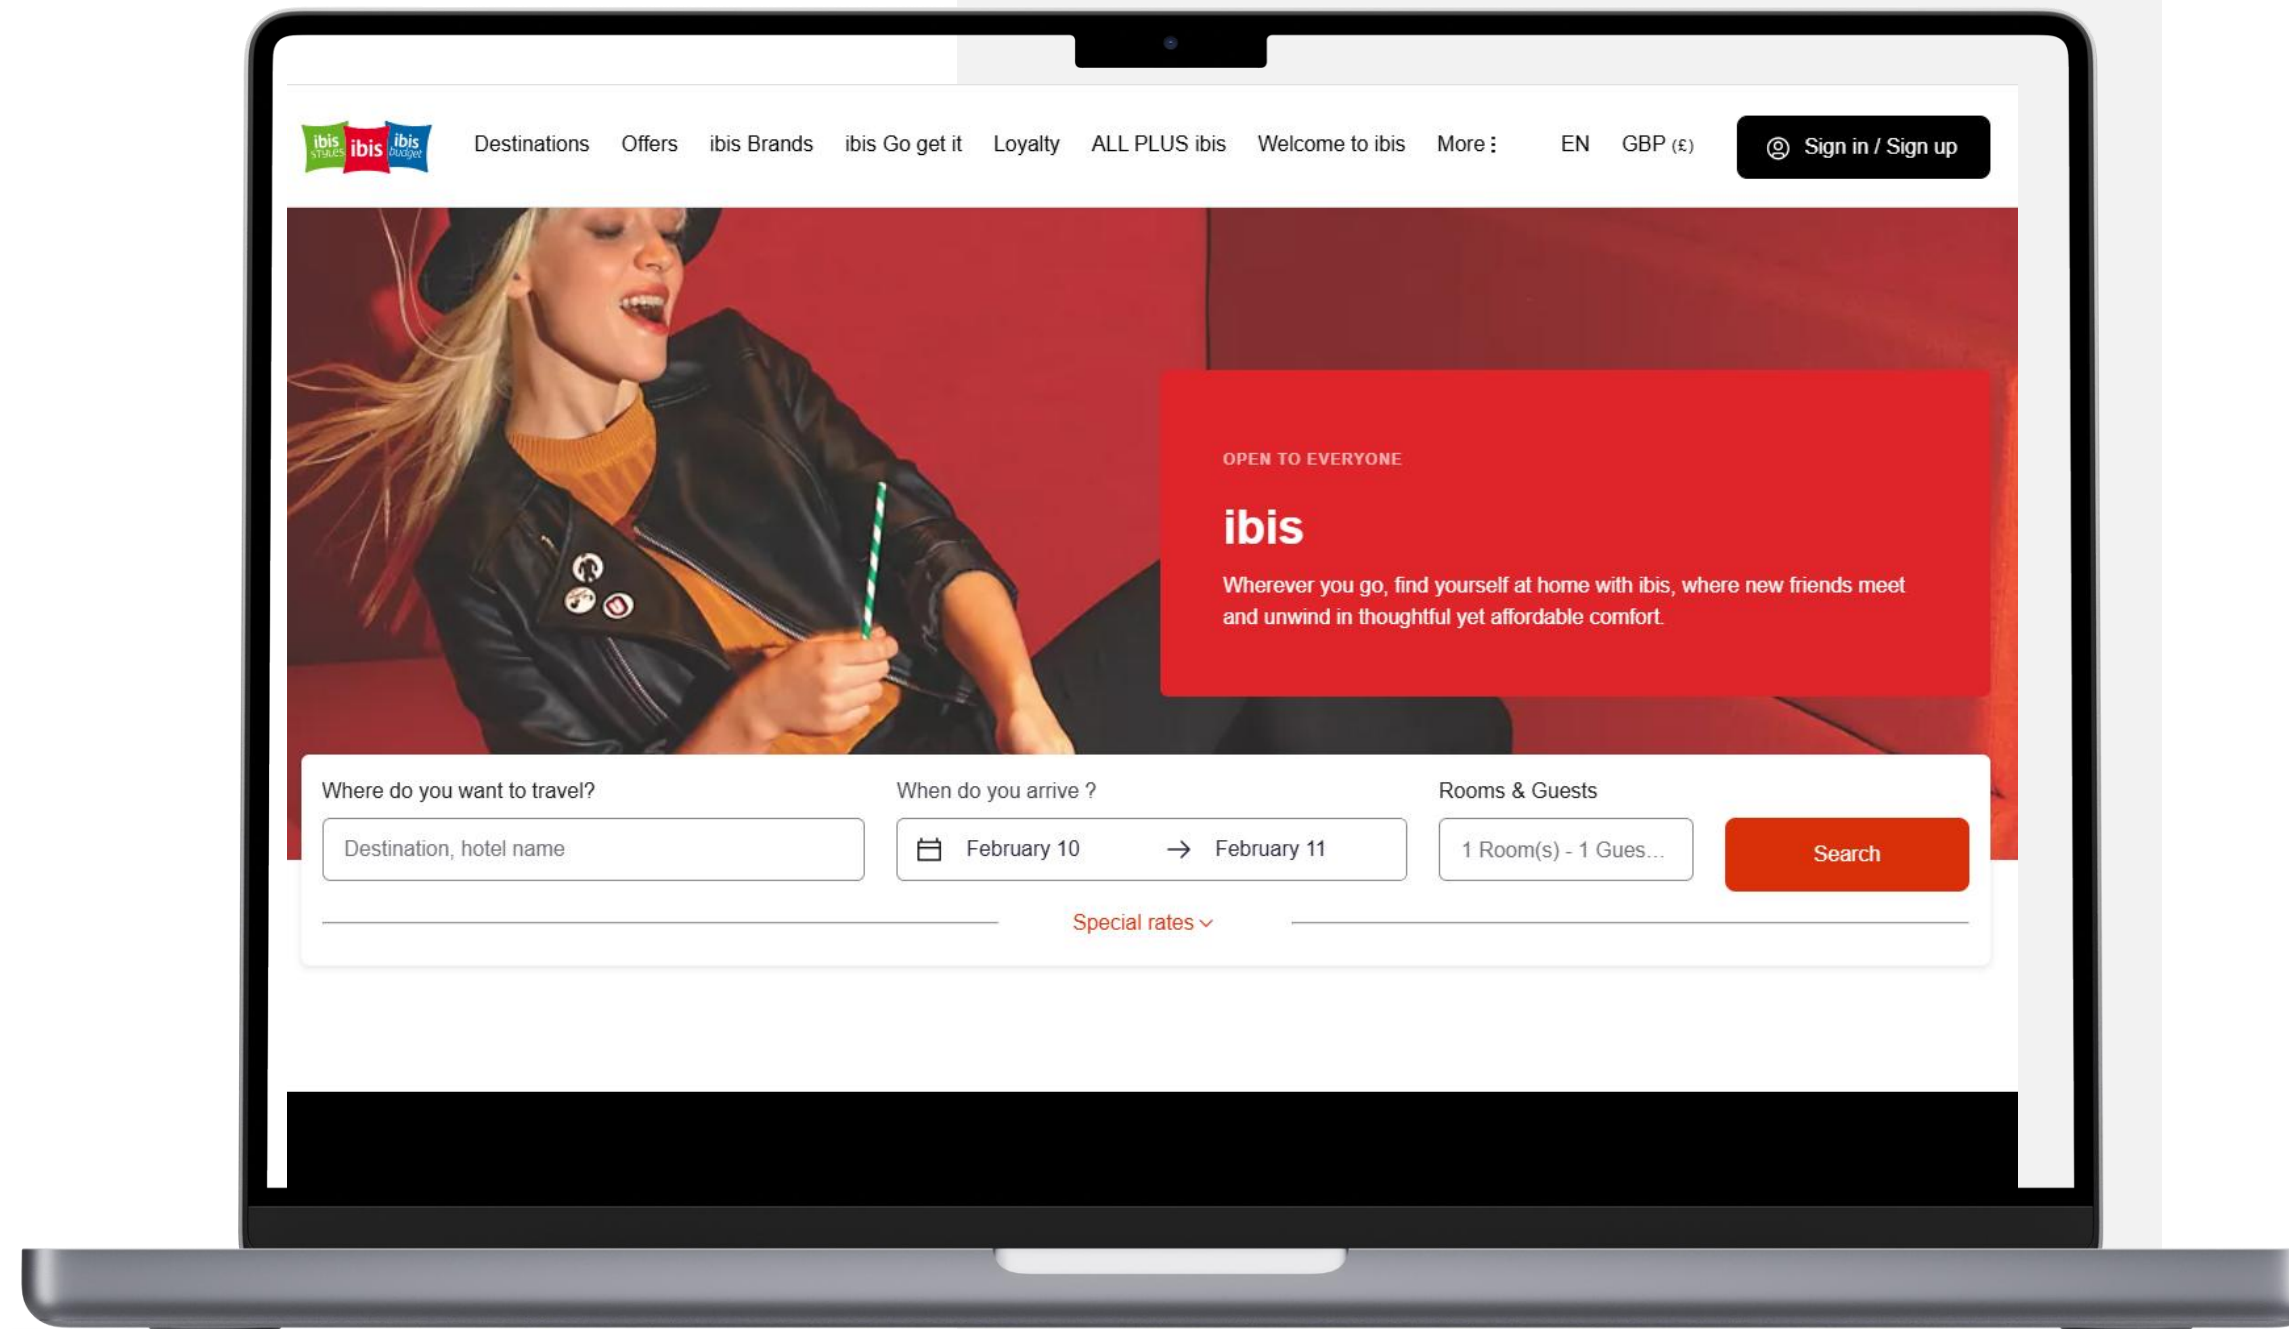 ibis STYLES ibis ibis budget
Destinations Offers ibis Brands ibis Go get it Loyalty ALL PLUS ibis Welcome to ibis More EN GBP (£) Sign in / Sign up
OPEN TO EVERYONE
ibis
Wherever you go, find yourself at home with ibis, where new friends meet
and unwind in thoughtful yet affordable comfort.
Where do you want to travel? When do you arrive ? Rooms & Guests
Destination, hotel name February 10 → February 11 1 Room(s) - 1 Gues... Search
Special rates